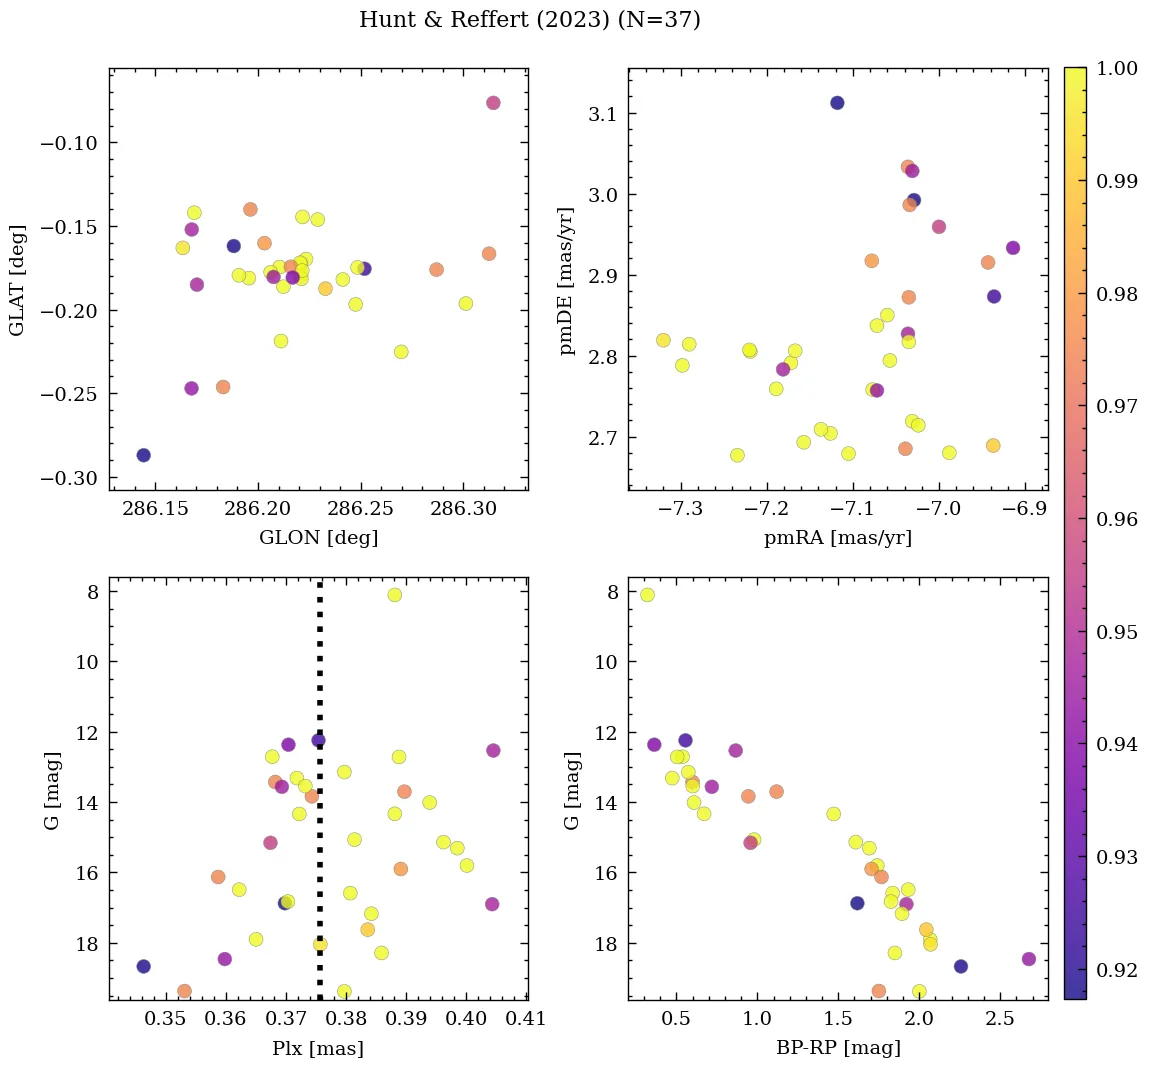 Hunt & Reffert (2023) (N=37)
−0.10
−0.15
−0.20
−0.25
−0.30
GLAT [deg]
286.15 286.20 286.25 286.30
GLON [deg]
3.1
3.0
2.9
2.8
2.7
pmDE [mas/yr]
−7.3 −7.2 −7.1 −7.0 −6.9
pmRA [mas/yr]
8
10
12
14
16
18
G [mag]
0.35 0.36 0.37 0.38 0.39 0.40 0.41
Plx [mas]
8
10
12
14
16
18
G [mag]
0.5 1.0 1.5 2.0 2.5
BP-RP [mag]
1.00
0.99
0.98
0.97
0.96
0.95
0.94
0.93
0.92